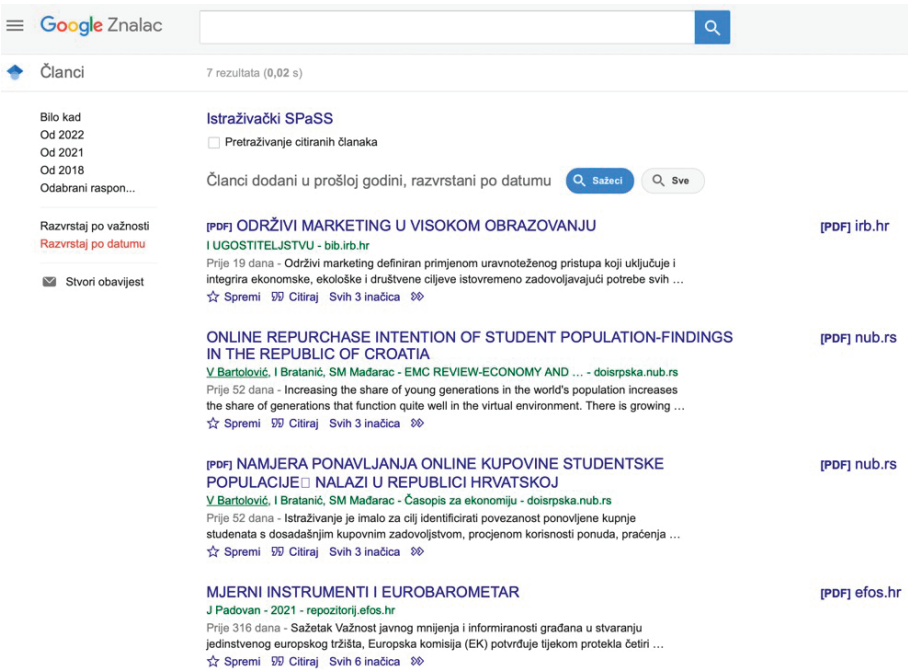 Google Znalac
Članci
7 rezultata (0,02 s)
Bilo kad
Od 2022
Od 2021
Od 2018
Odabrani raspon...
Razvrstaj po važnosti
Razvrstaj po datumu
Stvori obavijest
Istraživački SPaSS
Pretraživanje citiranih članaka
Članci dodani u prošloj godini, razvrstani po datumu Sažeci Sve
[PDF] ODRŽIVI MARKETING U VISOKOM OBRAZOVANJU [PDF] irb.hr
I UGOSTITELJSTVU - bib.irb.hr
Prije 19 dana - Održivi marketing definiran primjenom uravnoteženog pristupa koji uključuje i
integrira ekonomske, ekološke i društvene ciljeve istovremeno zadovoljavajući potrebe svih ...
Spremi Citiraj Svih 3 inačica
ONLINE REPURCHASE INTENTION OF STUDENT POPULATION-FINDINGS [PDF] nub.rs
IN THE REPUBLIC OF CROATIA
V Bartolović, I Bratanić, SM Mađarac - EMC REVIEW-ECONOMY AND ... - doisrpska.nub.rs
Prije 52 dana - Increasing the share of young generations in the world's population increases
the share of generations that function quite well in the virtual environment. There is growing ...
Spremi Citiraj Svih 3 inačica
[PDF] NAMJERA PONAVLJANJA ONLINE KUPOVINE STUDENTSKE [PDF] nub.rs
POPULACIJE□ NALAZI U REPUBLICI HRVATSKOJ
V Bartolović, I Bratanić, SM Mađarac - Časopis za ekonomiju - doisrpska.nub.rs
Prije 52 dana - Istraživanje je imalo za cilj identificirati povezanost ponovljene kupnje
studenata s dosadašnjim kupovnim zadovoljstvom, procjenom korisnosti ponuda, praćenja ...
Spremi Citiraj Svih 3 inačica
MJERNI INSTRUMENTI I EUROBAROMETAR [PDF] efos.hr
J Padovan - 2021 - repozitorij.efos.hr
Prije 316 dana - Sažetak Važnost javnog mnijenja i informiranosti građana u stvaranju
jedinstvenog europskog tržišta, Europska komisija (EK) potvrđuje tijekom protekla četiri ...
Spremi Citiraj Svih 6 inačica